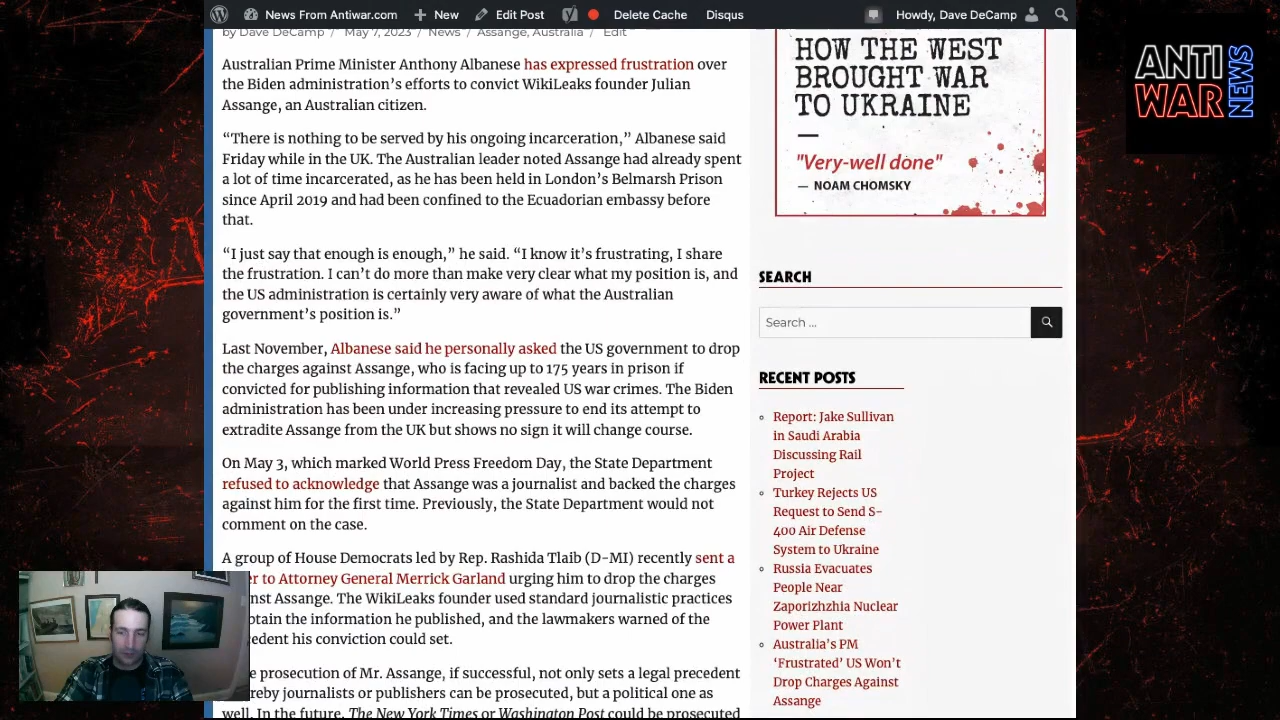 News From Antiwar.com
New
Edit Post
Delete Cache
Disqus
Howdy, Dave DeCamp
by Dave DeCamp / May 7, 2023 / News / Assange, Australia / Edit
Australian Prime Minister Anthony Albanese has expressed frustration over
the Biden administration’s efforts to convict WikiLeaks founder Julian
Assange, an Australian citizen.
“There is nothing to be served by his ongoing incarceration,” Albanese said
Friday while in the UK. The Australian leader noted Assange had already spent
a lot of time incarcerated, as he has been held in London’s Belmarsh Prison
since April 2019 and had been confined to the Ecuadorian embassy before
that.
“I just say that enough is enough,” he said. “I know it’s frustrating, I share
the frustration. I can’t do more than make very clear what my position is, and
the US administration is certainly very aware of what the Australian
government’s position is.”
Last November, Albanese said he personally asked the US government to drop
the charges against Assange, who is facing up to 175 years in prison if
convicted for publishing information that revealed US war crimes. The Biden
administration has been under increasing pressure to end its attempt to
extradite Assange from the UK but shows no sign it will change course.
On May 3, which marked World Press Freedom Day, the State Department
refused to acknowledge that Assange was a journalist and backed the charges
against him for the first time. Previously, the State Department would not
comment on the case.
A group of House Democrats led by Rep. Rashida Tlaib (D-MI) recently sent a
to Attorney General Merrick Garland urging him to drop the charges
Assange. The WikiLeaks founder used standard journalistic practices
the information he published, and the lawmakers warned of the
his conviction could set.
prosecution of Mr. Assange, if successful, not only sets a legal precedent
journalists or publishers can be prosecuted, but a political one as
well. In the future, The New York Times or Washington Post could be prosecuted
HOW THE WEST
BROUGHT WAR
TO UKRAINE
"Very-well done"
— NOAM CHOMSKY
SEARCH
Search ...
RECENT POSTS
Report: Jake Sullivan
in Saudi Arabia
Discussing Rail
Project
Turkey Rejects US
Request to Send S-
400 Air Defense
System to Ukraine
Russia Evacuates
People Near
Zaporizhzhia Nuclear
Power Plant
Australia’s PM
‘Frustrated’ US Won’t
Drop Charges Against
Assange
ANTI
WAR
NEWS